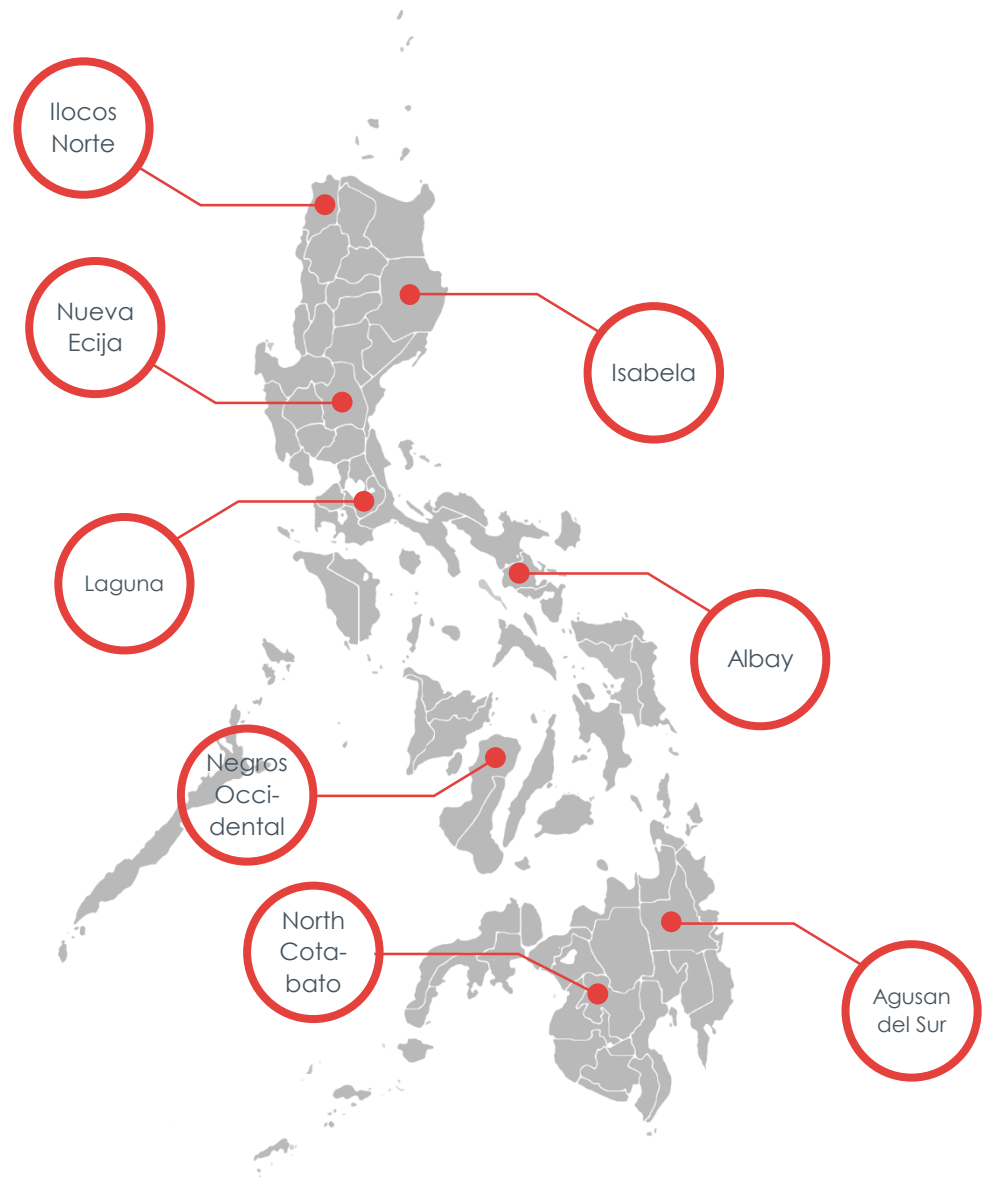 Ilocos
Norte
Nueva
Ecija
Isabela
Laguna
Albay
Negros
Occi-
dental
North
Cota-
bato
Agusan
del Sur